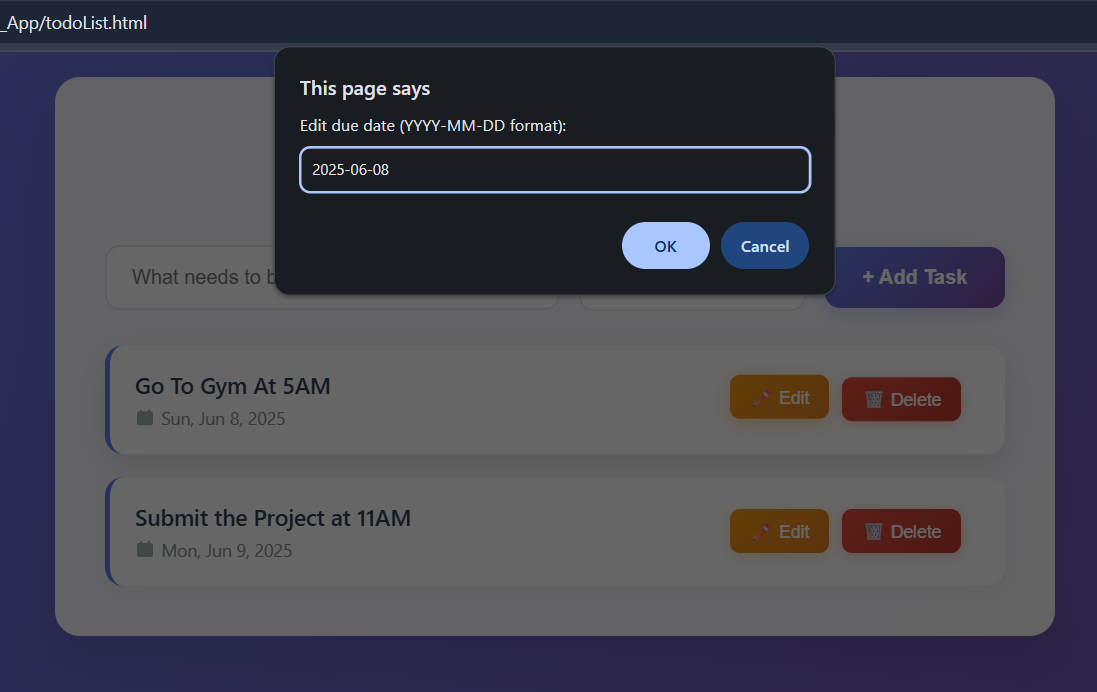 _App/todoList.html
This page says
Edit due date (YYYY-MM-DD format):
2025-06-08
OK
Cancel
What needs to b
+ Add Task
Go To Gym At 5AM
Sun, Jun 8, 2025
Edit
Delete
Submit the Project at 11AM
Mon, Jun 9, 2025
Edit
Delete